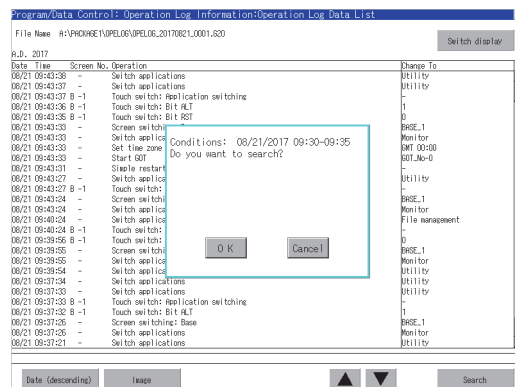 Program/Data Control: Operation Log Information:Operation Log Data List
File Name A:\PACKAGE1\OPELOG\OPELOG_20170821_0001.G2O
Switch display
A.D. 2017
Date Time Screen No. Operation Change To
08/21 09:43:38 - Switch applications Utility
08/21 09:43:37 - Switch applications Utility
08/21 09:43:37 B -1 Touch switch: Application switching -
08/21 09:43:36 B -1 Touch switch: Bit ALT 1
08/21 09:43:35 B -1 Touch switch: Bit RST 0
08/21 09:43:33 - Screen switchi BASE_1
08/21 09:43:33 - Switch applica Monitor
08/21 09:43:33 - Set time zone GMT 00:00
08/21 09:43:33 - Start GOT GOT_No-0
08/21 09:43:31 - Simple restart -
08/21 09:43:27 - Switch applica Utility
08/21 09:43:27 B -1 Touch switch: -
08/21 09:43:24 - Screen switchi BASE_1
08/21 09:43:24 - Switch applica Monitor
08/21 09:40:24 - Switch applica File management
08/21 09:40:24 B -1 Touch switch: -
08/21 09:39:56 B -1 Touch switch: 0
08/21 09:39:55 - Screen switchi BASE_1
08/21 09:39:55 - Switch applica Monitor
08/21 09:39:54 - Switch applica Utility
08/21 09:37:34 - Switch applications Utility
08/21 09:37:33 - Switch applications Utility
08/21 09:37:33 B -1 Touch switch: Application switching -
08/21 09:37:32 B -1 Touch switch: Bit ALT 1
08/21 09:37:26 - Screen switching: Base BASE_1
08/21 09:37:26 - Switch applications Monitor
08/21 09:37:21 - Switch applications Utility
Conditions: 08/21/2017 09:30-09:35
Do you want to search?
OK Cancel
Date (descending) Image ▲ ▼ Search